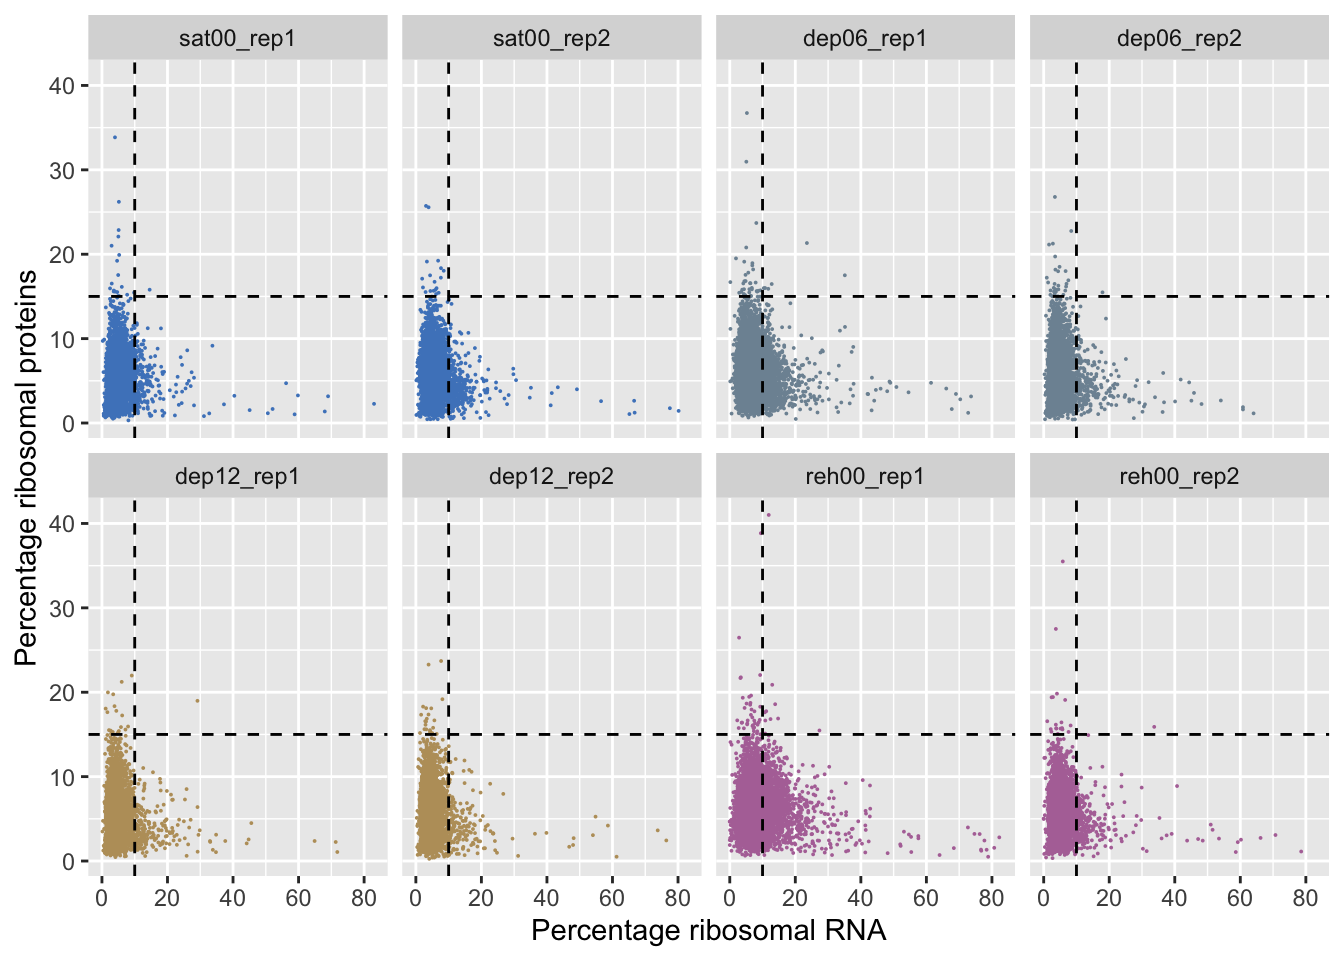 sat00_rep1 sat00_rep2 dep06_rep1 dep06_rep2
40
30
20
10
0
Percentage ribosomal proteins
dep12_rep1 dep12_rep2 reh00_rep1 reh00_rep2
40
30
20
10
0
0 20 40 60 80 0 20 40 60 80 0 20 40 60 80 0 20 40 60 80
Percentage ribosomal RNA